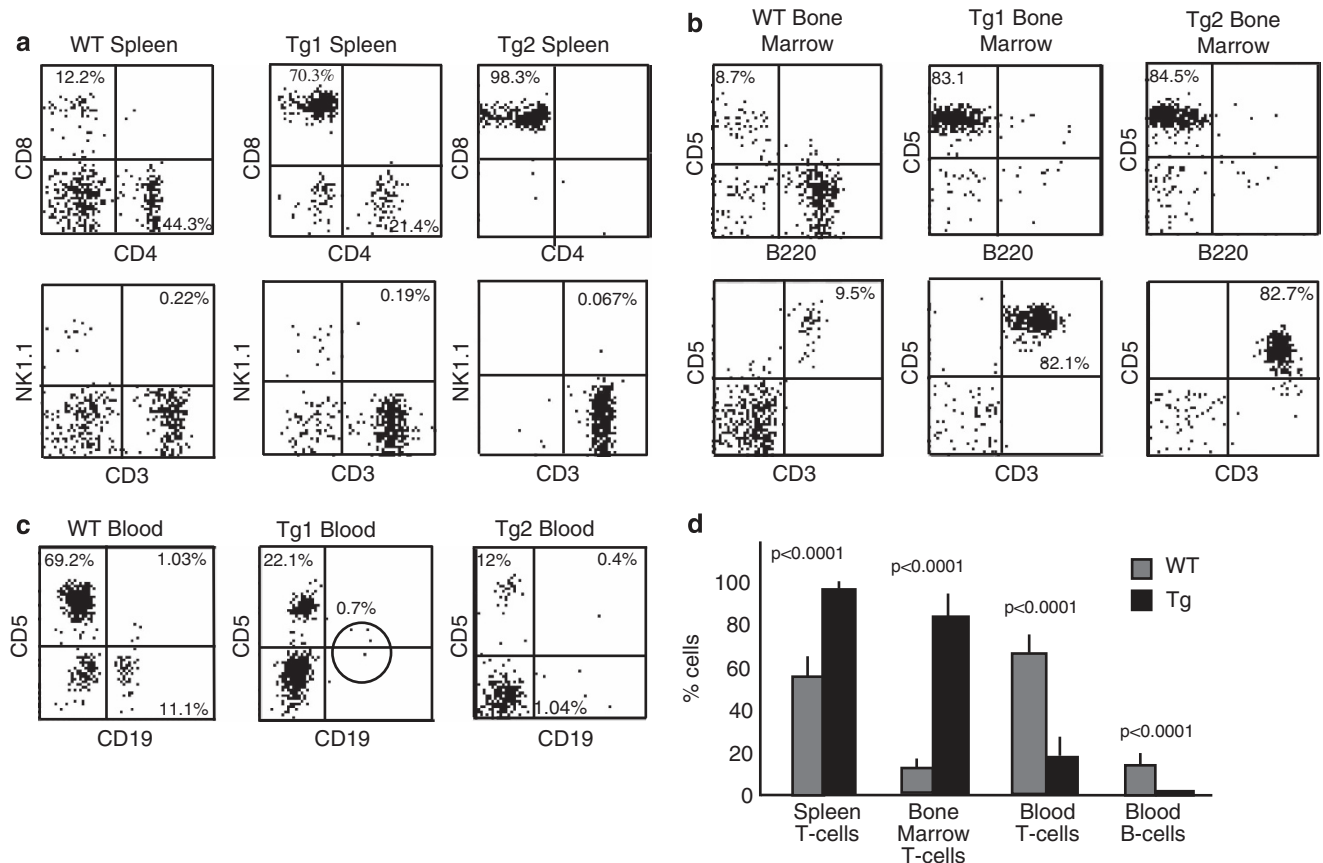 a
WT Spleen
Tg1 Spleen
Tg2 Spleen
12.2%
44.3%
CD8
CD4
70.3%
21.4%
CD8
CD4
98.3%
CD8
CD4
0.22%
NK1.1
CD3
0.19%
NK1.1
CD3
0.067%
NK1.1
CD3
b
WT Bone
Marrow
Tg1 Bone
Marrow
Tg2 Bone
Marrow
8.7%
CD5
B220
83.1
CD5
B220
84.5%
CD5
B220
9.5%
CD5
CD3
82.1%
CD5
CD3
82.7%
CD5
CD3
c
WT Blood
Tg1 Blood
Tg2 Blood
69.2%
1.03%
11.1%
CD5
CD19
22.1%
0.7%
CD5
CD19
12%
0.4%
1.04%
CD5
CD19
d
p<0.0001
p<0.0001
p<0.0001
p<0.0001
WT
Tg
% cells
100
80
60
40
20
0
Spleen
T-cells
Bone
Marrow
T-cells
Blood
T-cells
Blood
B-cells